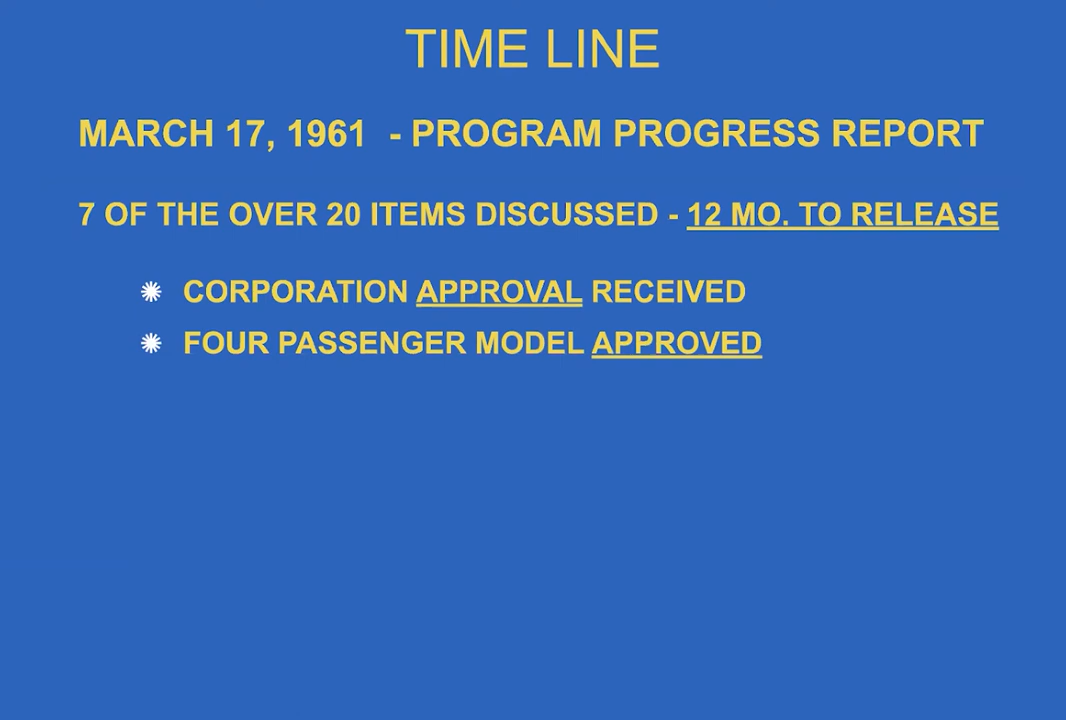 TIME LINE
MARCH 17, 1961 - PROGRAM PROGRESS REPORT
7 OF THE OVER 20 ITEMS DISCUSSED - 12 MO. TO RELEASE
CORPORATION APPROVAL RECEIVED
FOUR PASSENGER MODEL APPROVED